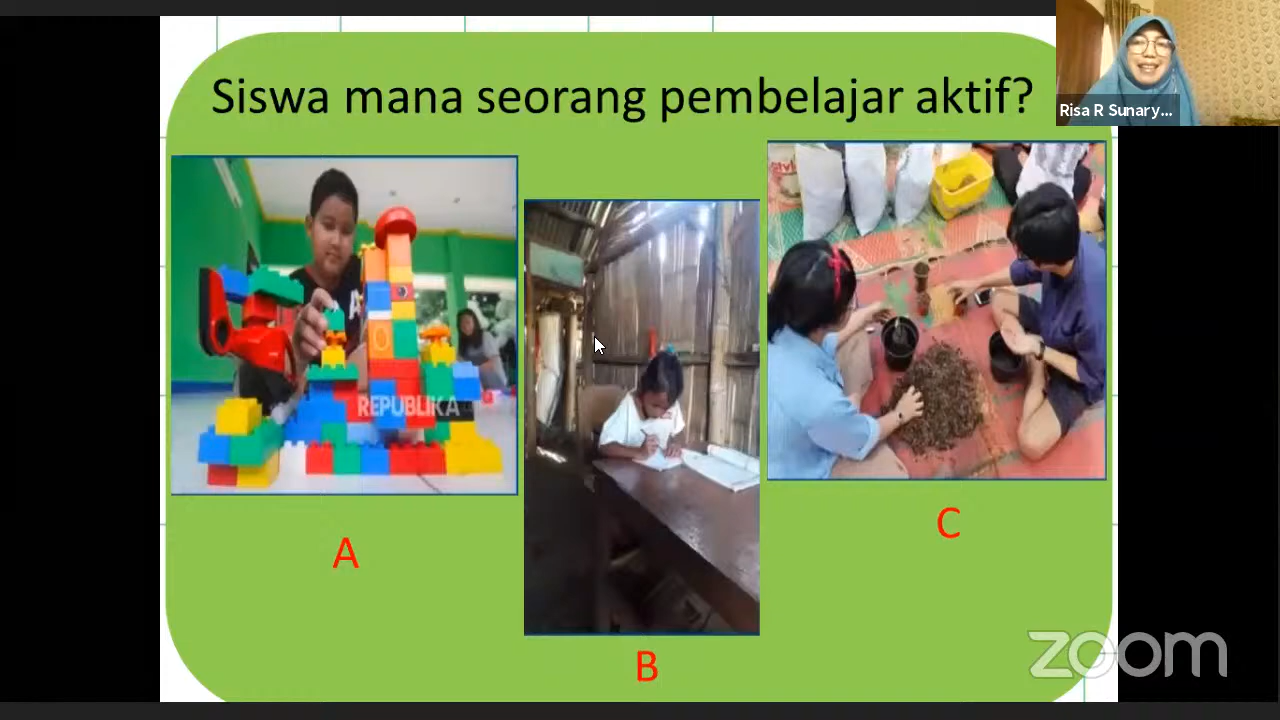 Siswa mana seorang pembelajar aktif?
Risa R Sunary...
REPUBLIKA
A
B
C
zoom